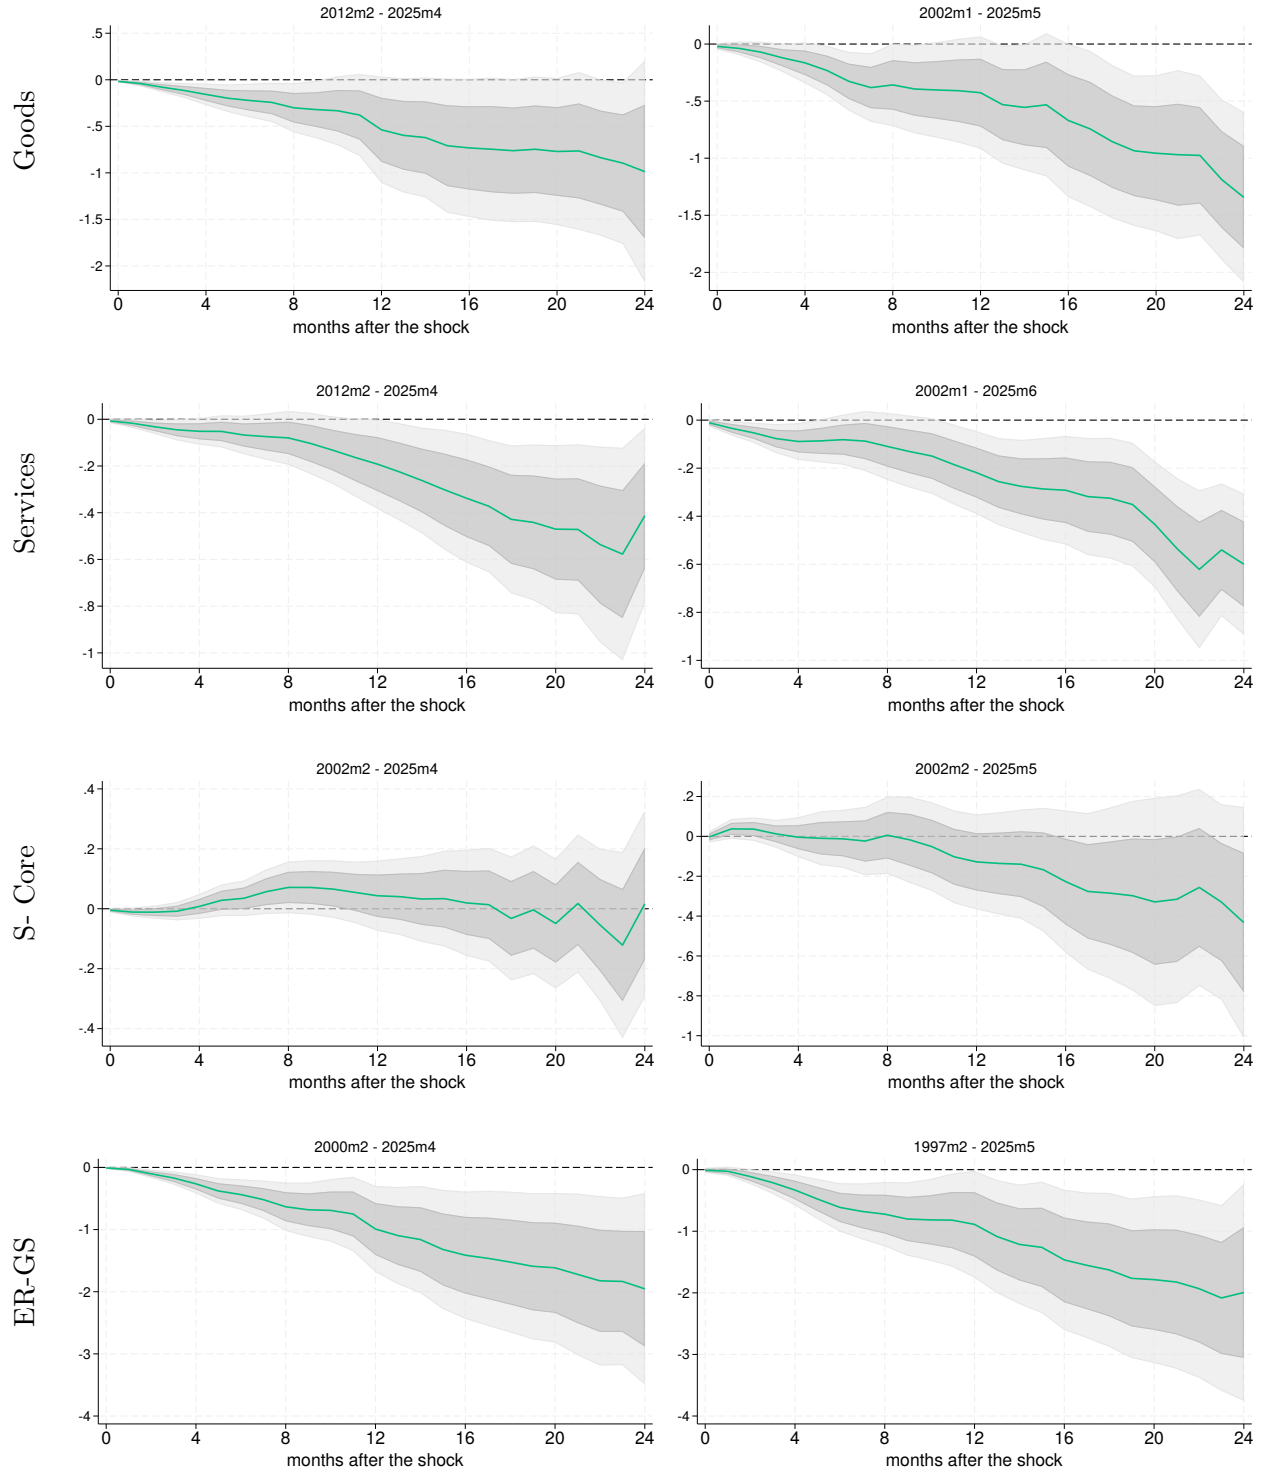 2012m2 - 2025m4
.5
0
-.5
-1
-1.5
-2
0 4 8 12 16 20 24
months after the shock
Goods
2002m1 - 2025m5
0
-.5
-1
-1.5
-2
0 4 8 12 16 20 24
months after the shock
2012m2 - 2025m4
0
-.2
-.4
-.6
-.8
-1
0 4 8 12 16 20 24
months after the shock
Services
2002m1 - 2025m6
0
-.2
-.4
-.6
-.8
-1
0 4 8 12 16 20 24
months after the shock
2002m2 - 2025m4
.4
.2
0
-.2
-.4
0 4 8 12 16 20 24
months after the shock
S- Core
2002m2 - 2025m5
.2
0
-.2
-.4
-.6
-.8
-1
0 4 8 12 16 20 24
months after the shock
2000m2 - 2025m4
0
-1
-2
-3
-4
0 4 8 12 16 20 24
months after the shock
ER-GS
1997m2 - 2025m5
0
-1
-2
-3
-4
0 4 8 12 16 20 24
months after the shock